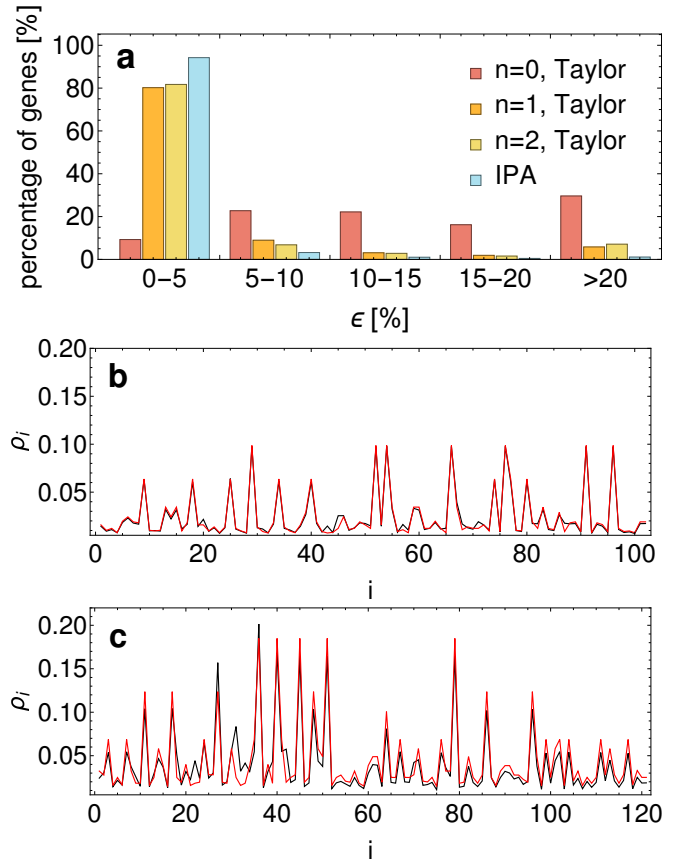 percentage of genes [%]
100
80
60
40
20
0
a
n=0, Taylor
n=1, Taylor
n=2, Taylor
IPA
0−5 5−10 10−15 15−20 >20
ϵ [%]
b
ρi
0.20
0.15
0.10
0.05
0 20 40 60 80 100
i
c
ρi
0.20
0.15
0.10
0.05
0 20 40 60 80 100 120
i